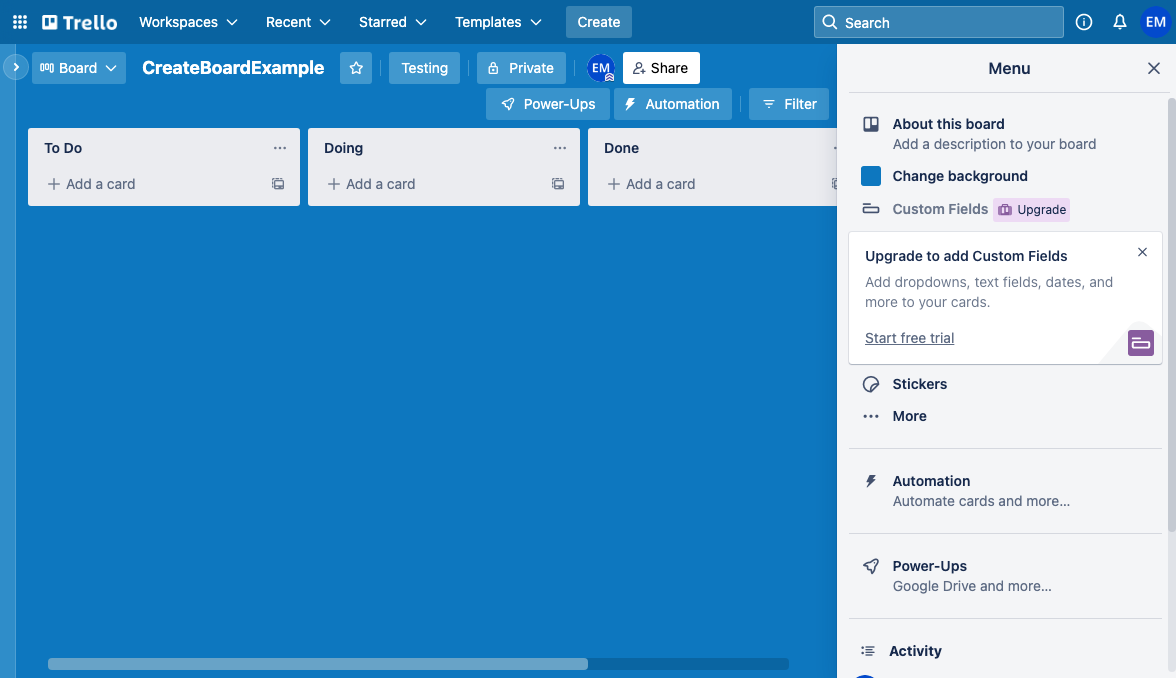 Trello Workspaces Recent Starred Templates Create Search EM
Board CreateBoardExample Testing Private EM Share
Power-Ups Automation Filter
To Do Doing Done
Add a card Add a card Add a card
Menu
About this board
Add a description to your board
Change background
Custom Fields Upgrade
Upgrade to add Custom Fields
Add dropdowns, text fields, dates, and
more to your cards.
Start free trial
Stickers
More
Automation
Automate cards and more...
Power-Ups
Google Drive and more...
Activity